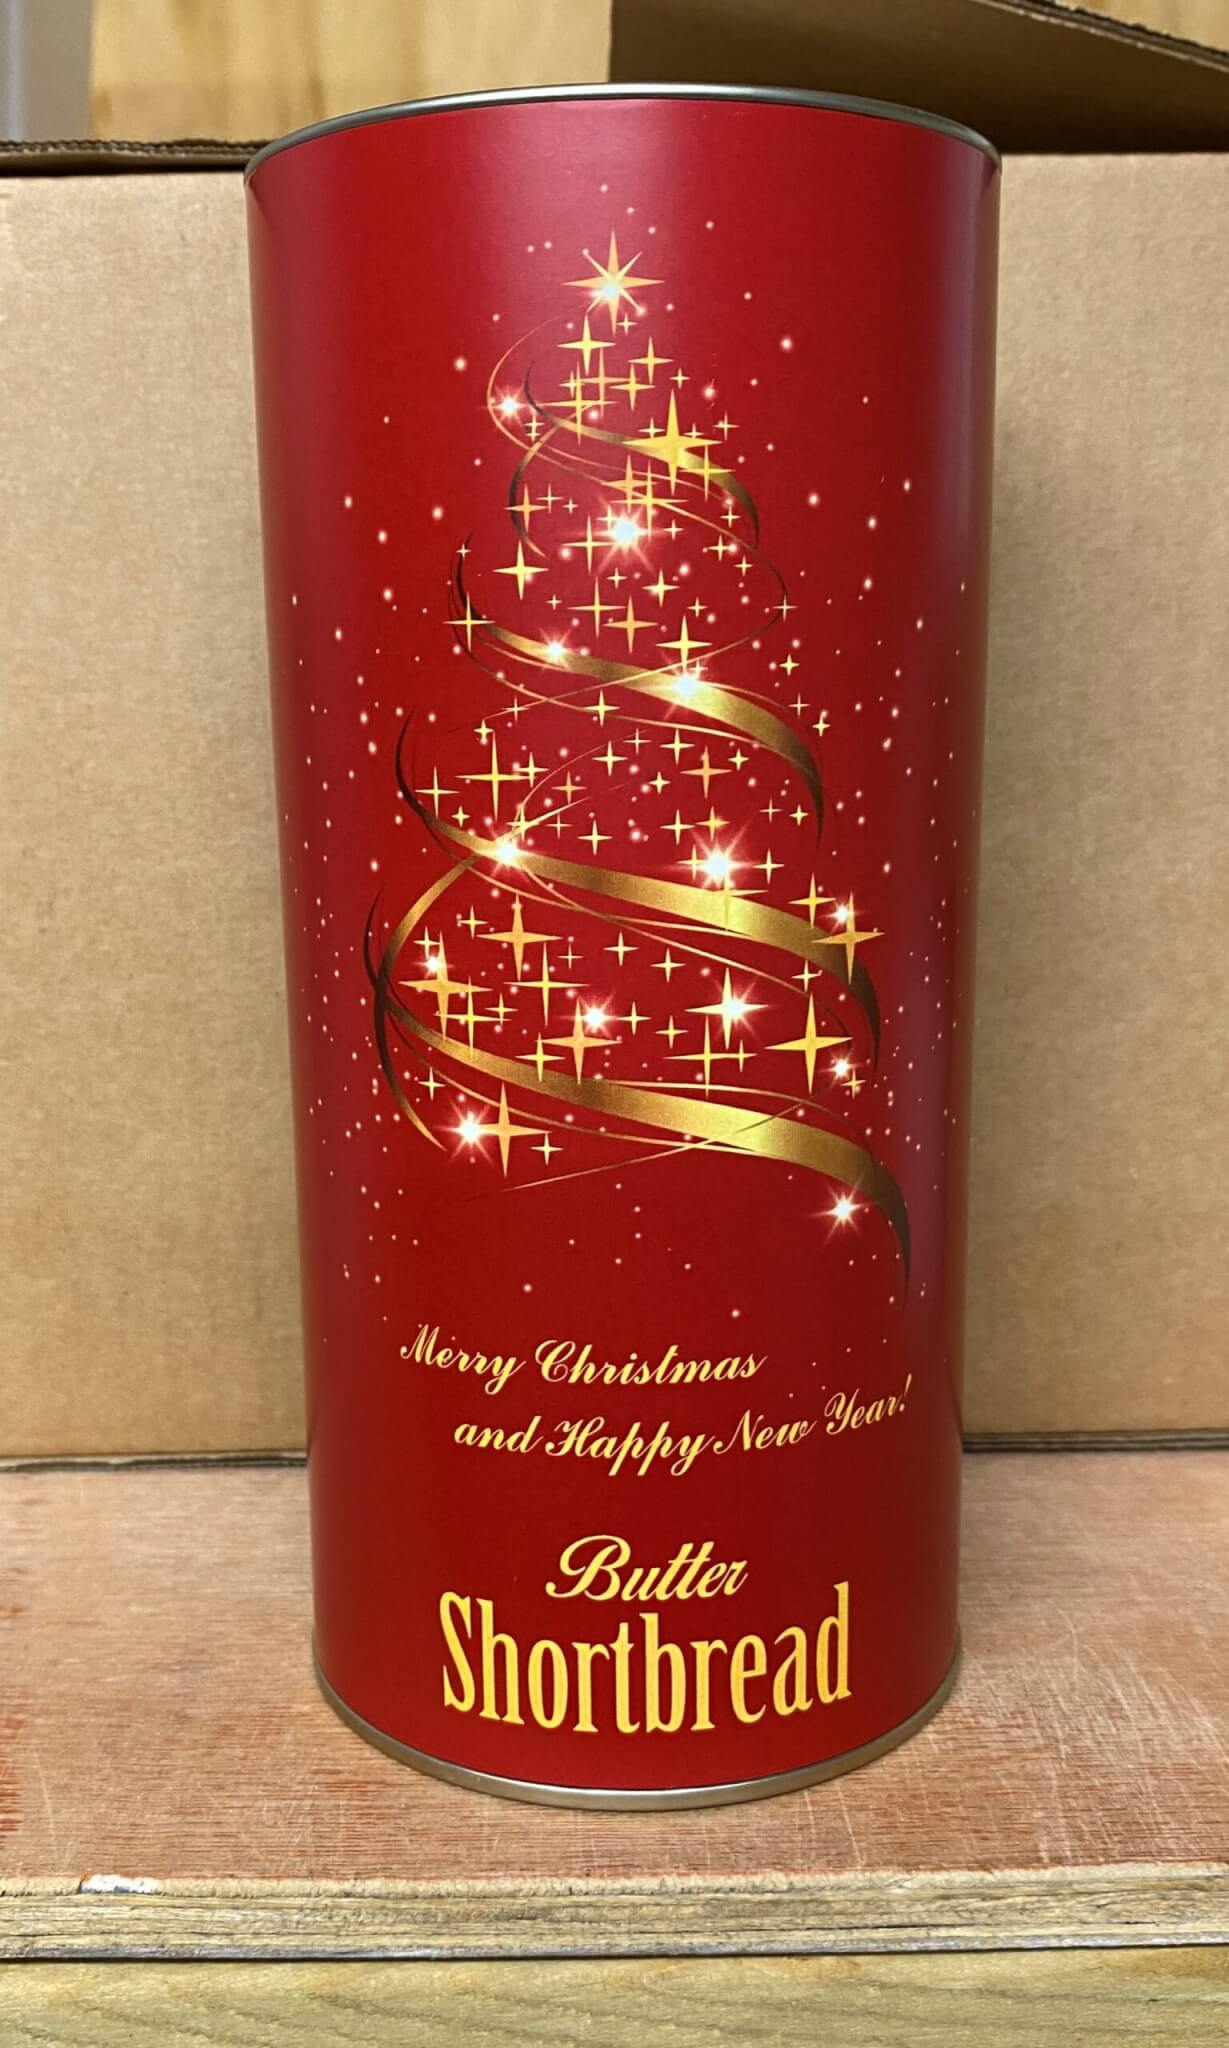 Merry Christmas
and Happy New Year!
Butter
Shortbread